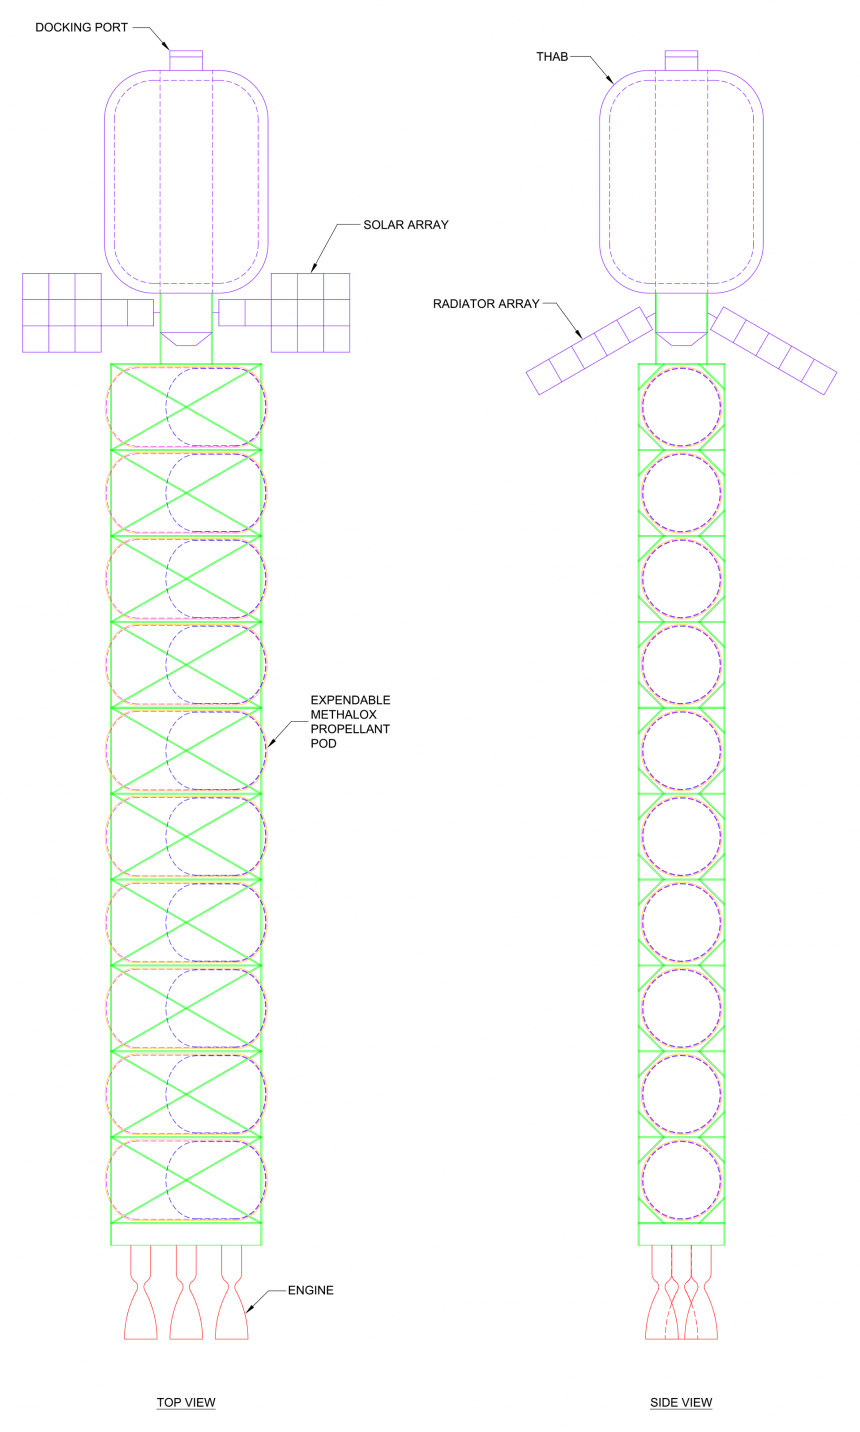 DOCKING PORT
THAB
SOLAR ARRAY
RADIATOR ARRAY
EXPENDABLE
METHALOX
PROPELLANT
POD
ENGINE
TOP VIEW
SIDE VIEW